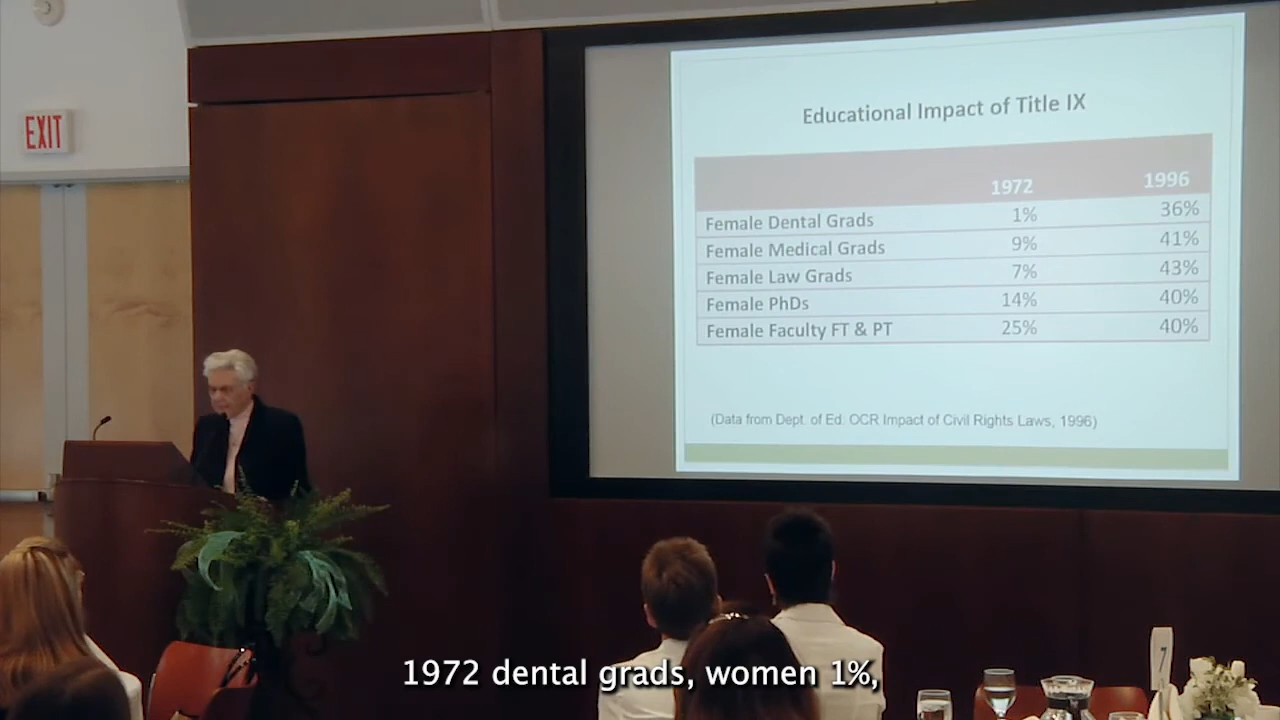 EXIT
Educational Impact of Title IX
1972 1996
Female Dental Grads 1% 36%
Female Medical Grads 9% 41%
Female Law Grads 7% 43%
Female PhDs 14% 40%
Female Faculty FT & PT 25% 40%
(Data from Dept. of Ed. OCR Impact of Civil Rights Laws, 1996)
7
1972 dental grads, women 1%,